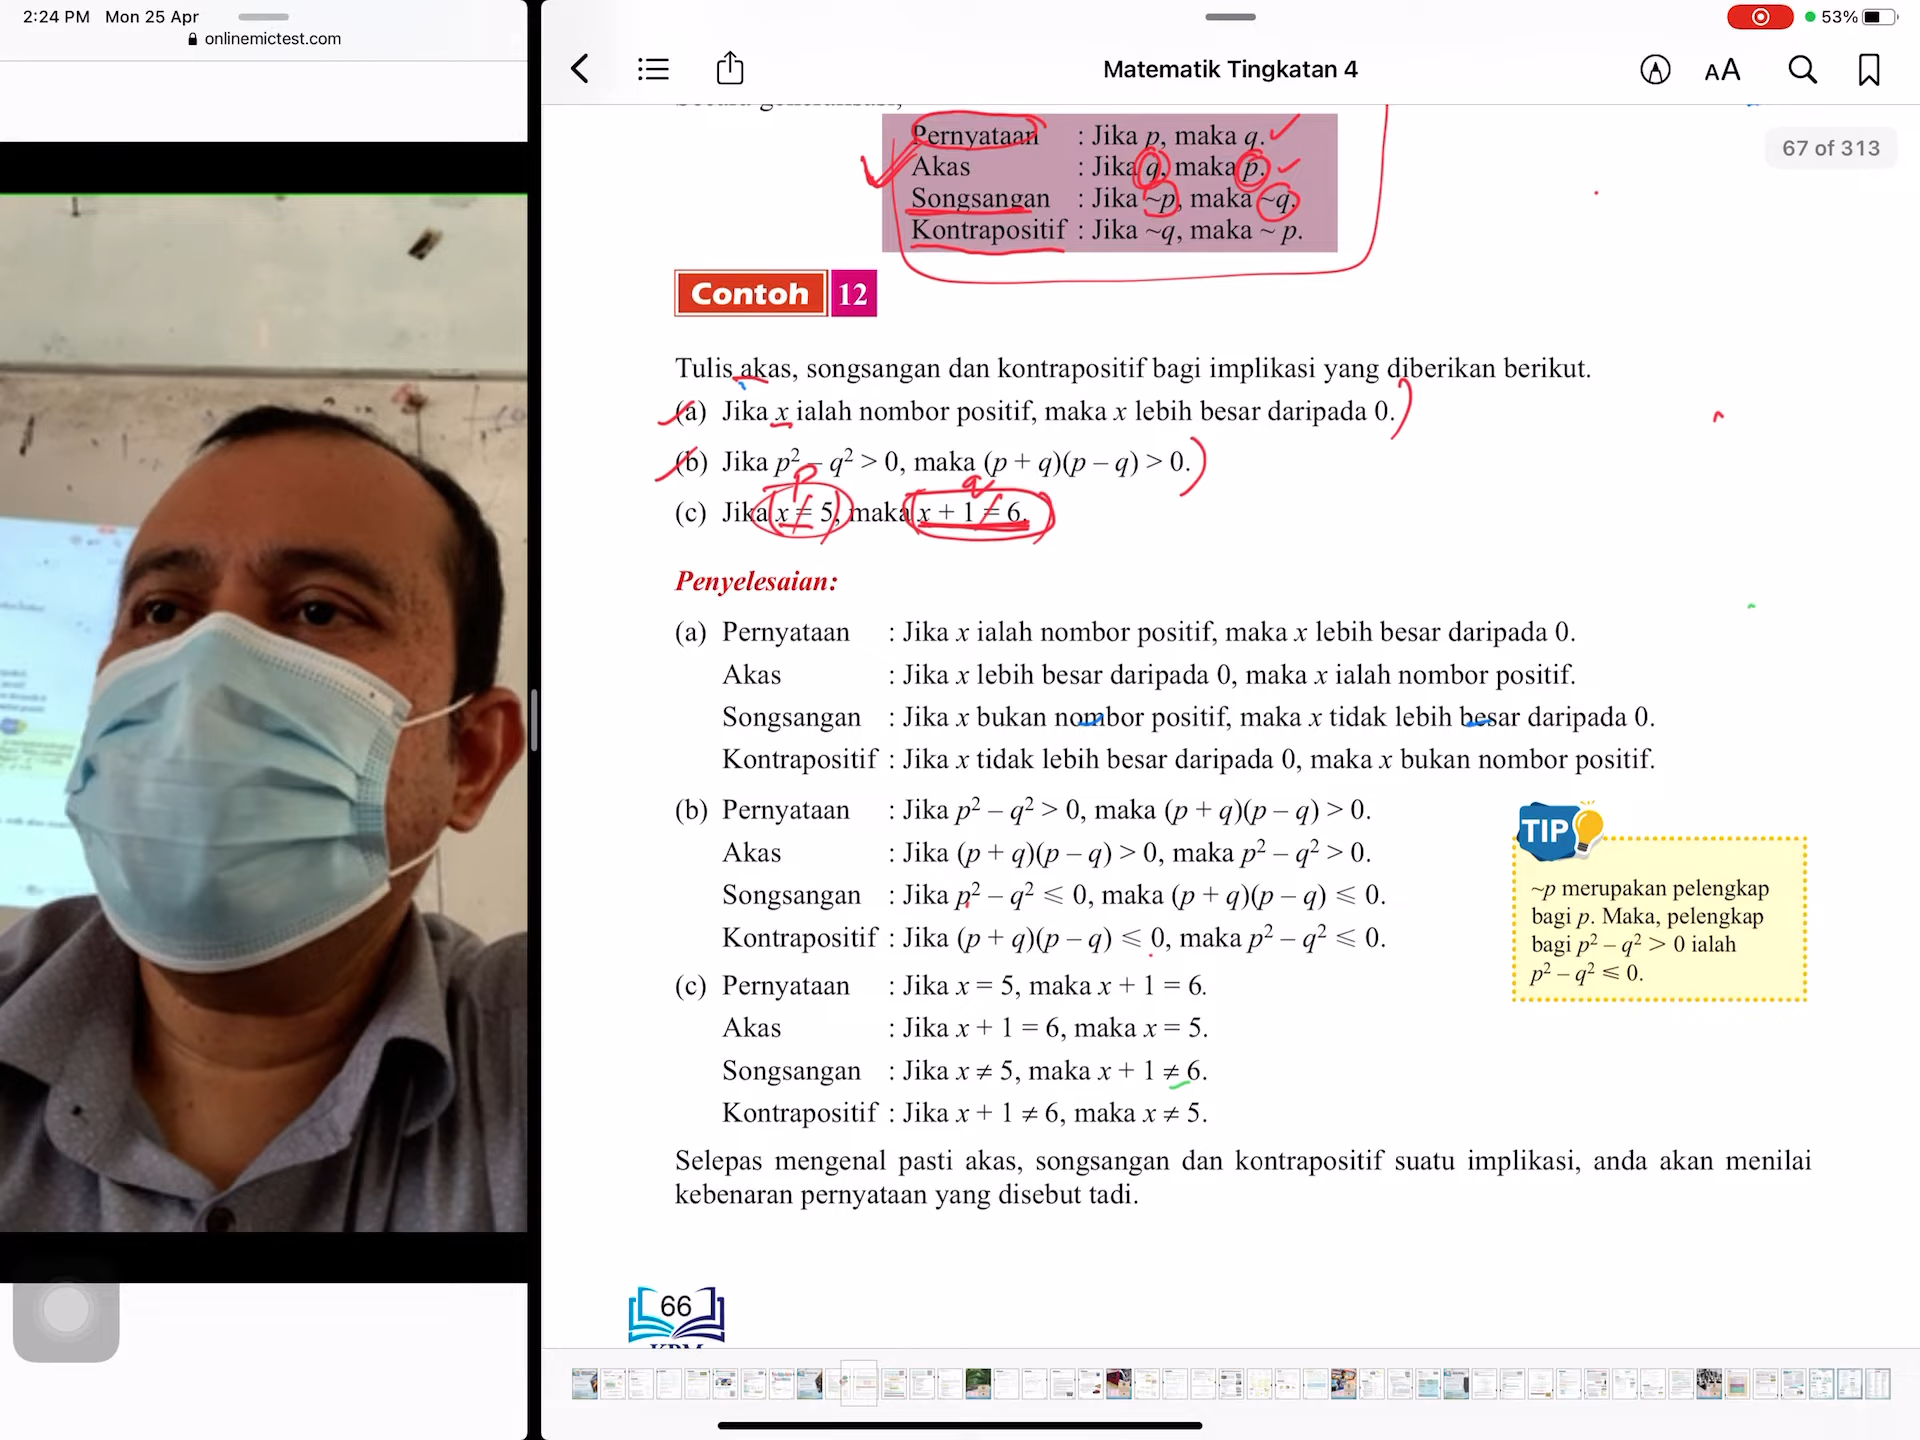 2:24 PM Mon 25 Apr
onlinemictest.com
53%
Matematik Tingkatan 4
AA
67 of 313
Pernyataan : Jika p, maka q.
Akas : Jika q, maka p.
Songsangan : Jika ~p, maka ~q.
Kontrapositif : Jika ~q, maka ~ p.
Contoh 12
Tulis akas, songsangan dan kontrapositif bagi implikasi yang diberikan berikut.
(a) Jika x ialah nombor positif, maka x lebih besar daripada 0.
(b) Jika p² – q² > 0, maka (p + q)(p – q) > 0.
p q
(c) Jika x = 5, maka x + 1 = 6.
Penyelesaian:
(a) Pernyataan : Jika x ialah nombor positif, maka x lebih besar daripada 0.
Akas : Jika x lebih besar daripada 0, maka x ialah nombor positif.
Songsangan : Jika x bukan nombor positif, maka x tidak lebih besar daripada 0.
Kontrapositif : Jika x tidak lebih besar daripada 0, maka x bukan nombor positif.
(b) Pernyataan : Jika p² – q² > 0, maka (p + q)(p – q) > 0.
Akas : Jika (p + q)(p – q) > 0, maka p² – q² > 0.
Songsangan : Jika p² – q² ⩽ 0, maka (p + q)(p – q) ⩽ 0.
Kontrapositif : Jika (p + q)(p – q) ⩽ 0, maka p² – q² ⩽ 0.
TIP
~p merupakan pelengkap
bagi p. Maka, pelengkap
bagi p² – q² > 0 ialah
p² – q² ⩽ 0.
(c) Pernyataan : Jika x = 5, maka x + 1 = 6.
Akas : Jika x + 1 = 6, maka x = 5.
Songsangan : Jika x ≠ 5, maka x + 1 ≠ 6.
Kontrapositif : Jika x + 1 ≠ 6, maka x ≠ 5.
Selepas mengenal pasti akas, songsangan dan kontrapositif suatu implikasi, anda akan menilai
kebenaran pernyataan yang disebut tadi.
66